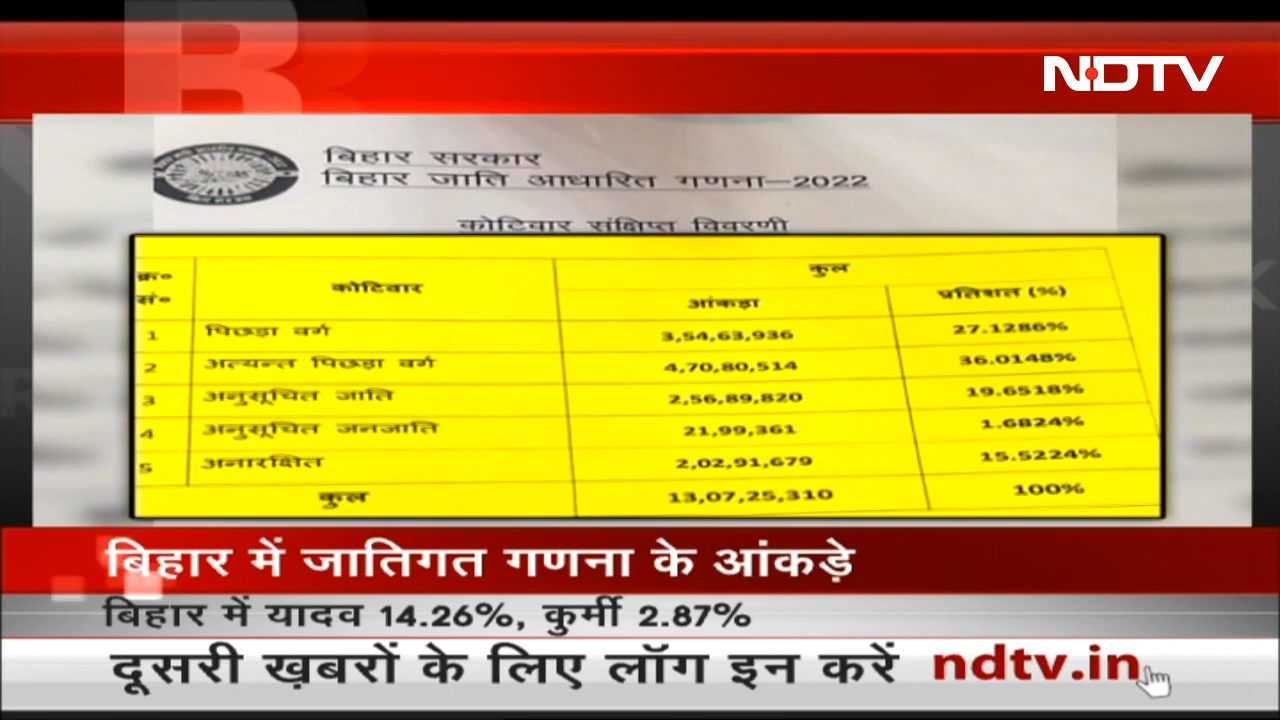 NDTV
बिहार सरकार
बिहार जाति आधारित गणना—2022
कोटिवार संक्षिप्त विवरणी
क्र० सं० कोटिवार कुल
आंकड़ा प्रतिशत (%)
1 पिछड़ा वर्ग 3,54,63,936 27.1286%
2 अत्यन्त पिछड़ा वर्ग 4,70,80,514 36.0148%
3 अनुसूचित जाति 2,56,89,820 19.6518%
4 अनुसूचित जनजाति 21,99,361 1.6824%
5 अनारक्षित 2,02,91,679 15.5224%
कुल 13,07,25,310 100%
बिहार में जातिगत गणना के आंकड़े
बिहार में यादव 14.26%, कुर्मी 2.87%
दूसरी ख़बरों के लिए लॉग इन करें ndtv.in